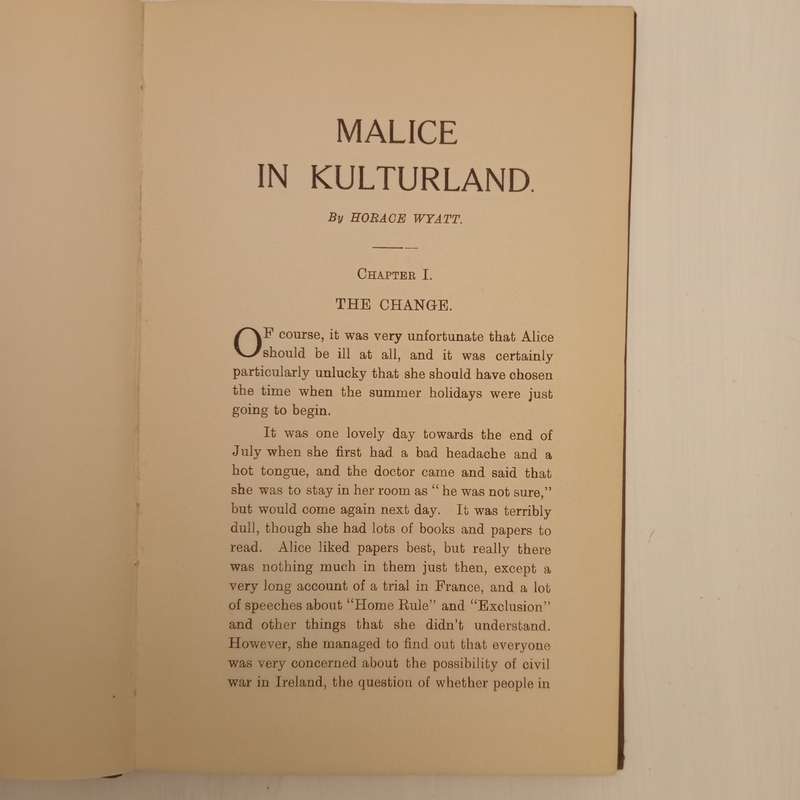 MALICE
IN KULTURLAND.
By HORACE WYATT.
CHAPTER I.
THE CHANGE.
OF course, it was very unfortunate that Alice
should be ill at all, and it was certainly
particularly unlucky that she should have chosen
the time when the summer holidays were just
going to begin.
It was one lovely day towards the end of
July when she first had a bad headache and a
hot tongue, and the doctor came and said that
she was to stay in her room as “ he was not sure,”
but would come again next day. It was terribly
dull, though she had lots of books and papers to
read. Alice liked papers best, but really there
was nothing much in them just then, except a
very long account of a trial in France, and a lot
of speeches about “Home Rule” and “Exclusion”
and other things that she didn’t understand.
However, she managed to find out that everyone
was very concerned about the possibility of civil
war in Ireland, the question of whether people in